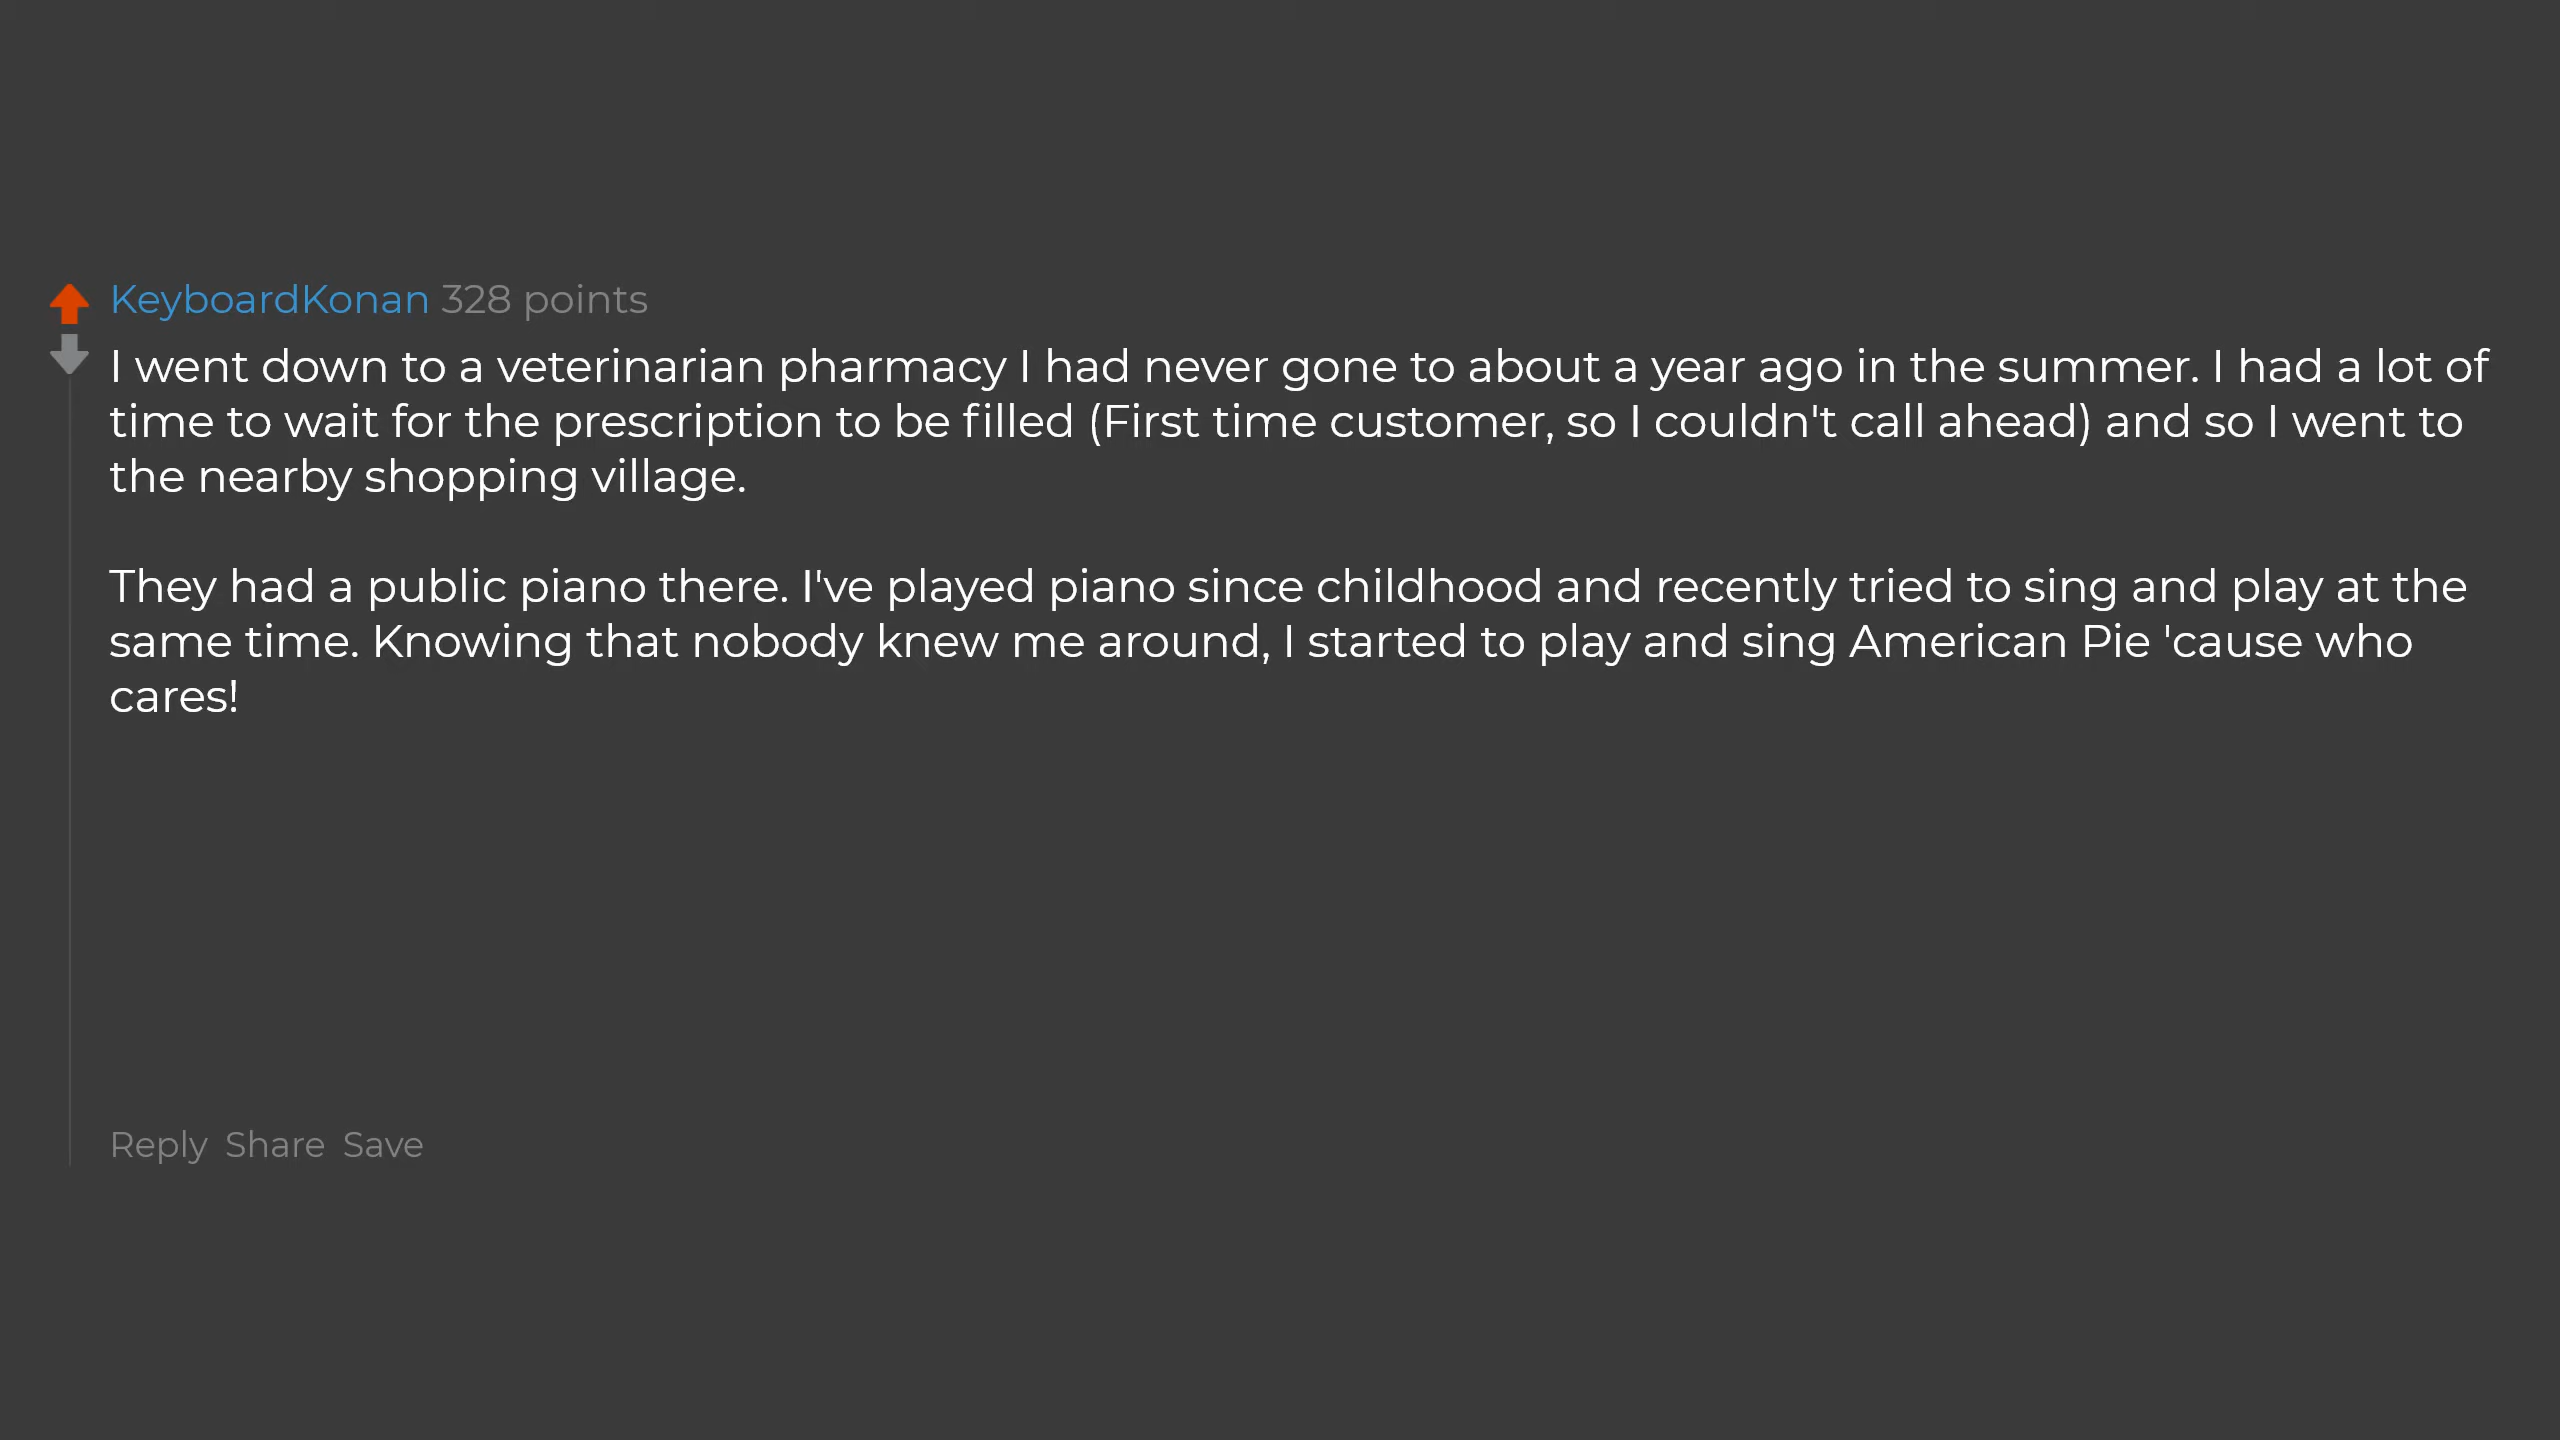 KeyboardKonan 328 points
I went down to a veterinarian pharmacy I had never gone to about a year ago in the summer. I had a lot of
time to wait for the prescription to be filled (First time customer, so I couldn't call ahead) and so I went to
the nearby shopping village.
They had a public piano there. I've played piano since childhood and recently tried to sing and play at the
same time. Knowing that nobody knew me around, I started to play and sing American Pie 'cause who
cares!
Reply Share Save